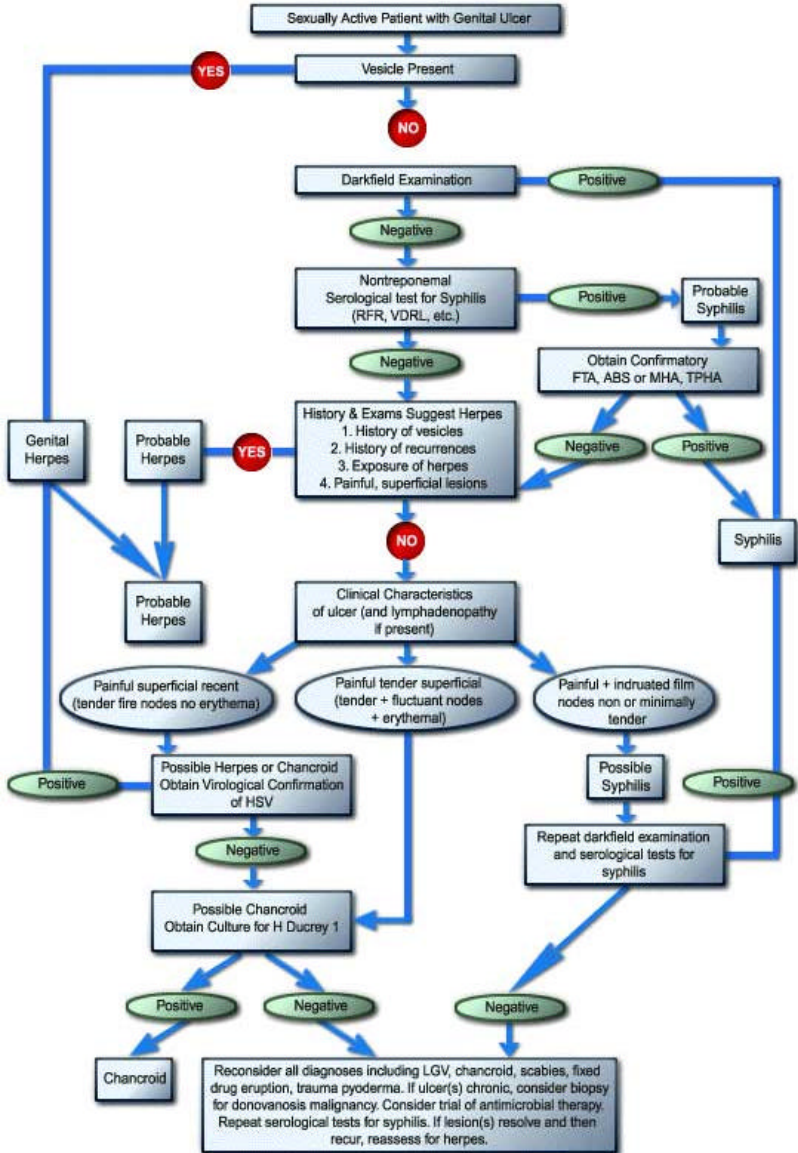 Sexually Active Patient with Genital Ulcer
YES
Vesicle Present
NO
Darkfield Examination
Positive
Negative
Nontreponemal
Serological test for Syphilis
(RFR, VDRL, etc.)
Positive
Probable
Syphilis
Negative
Obtain Confirmatory
FTA, ABS or MHA, TPHA
Genital
Herpes
Probable
Herpes
YES
History & Exams Suggest Herpes
1. History of vesicles
2. History of recurrences
3. Exposure of herpes
4. Painful, superficial lesions
Negative
Positive
NO
Syphilis
Probable
Herpes
Clinical Characteristics
of ulcer (and lymphadenopathy
if present)
Painful superficial recent
(tender fire nodes no erythema)
Painful tender superficial
(tender + fluctuant nodes
+ erythemal)
Painful + indruated film
nodes non or minimally
tender
Positive
Possible Herpes or Chancroid
Obtain Virological Confirmation
of HSV
Possible
Syphilis
Positive
Negative
Repeat darkfield examination
and serological tests for
syphilis
Possible Chancroid
Obtain Culture for H Ducrey 1
Positive
Negative
Negative
Chancroid
Reconsider all diagnoses including LGV, chancroid, scabies, fixed
drug eruption, trauma pyoderma. If ulcer(s) chronic, consider biopsy
for donovanosis malignancy. Consider trial of antimicrobial therapy.
Repeat serological tests for syphilis. If lesion(s) resolve and then
recur, reassess for herpes.